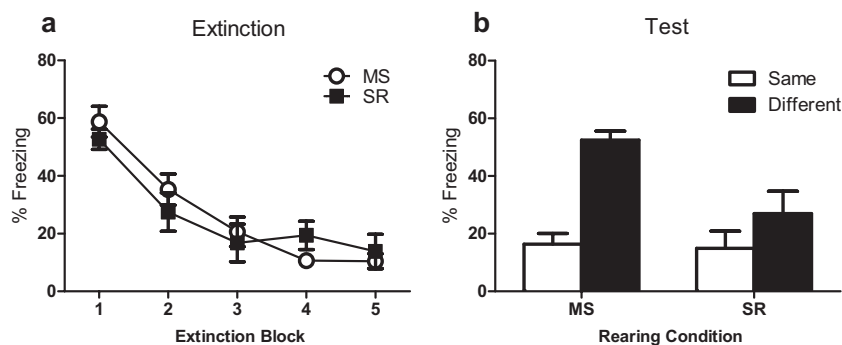 a
Extinction
80
60
40
20
0
% Freezing
MS
SR
1 2 3 4 5
Extinction Block
b
Test
80
60
40
20
0
% Freezing
Same
Different
MS SR
Rearing Condition